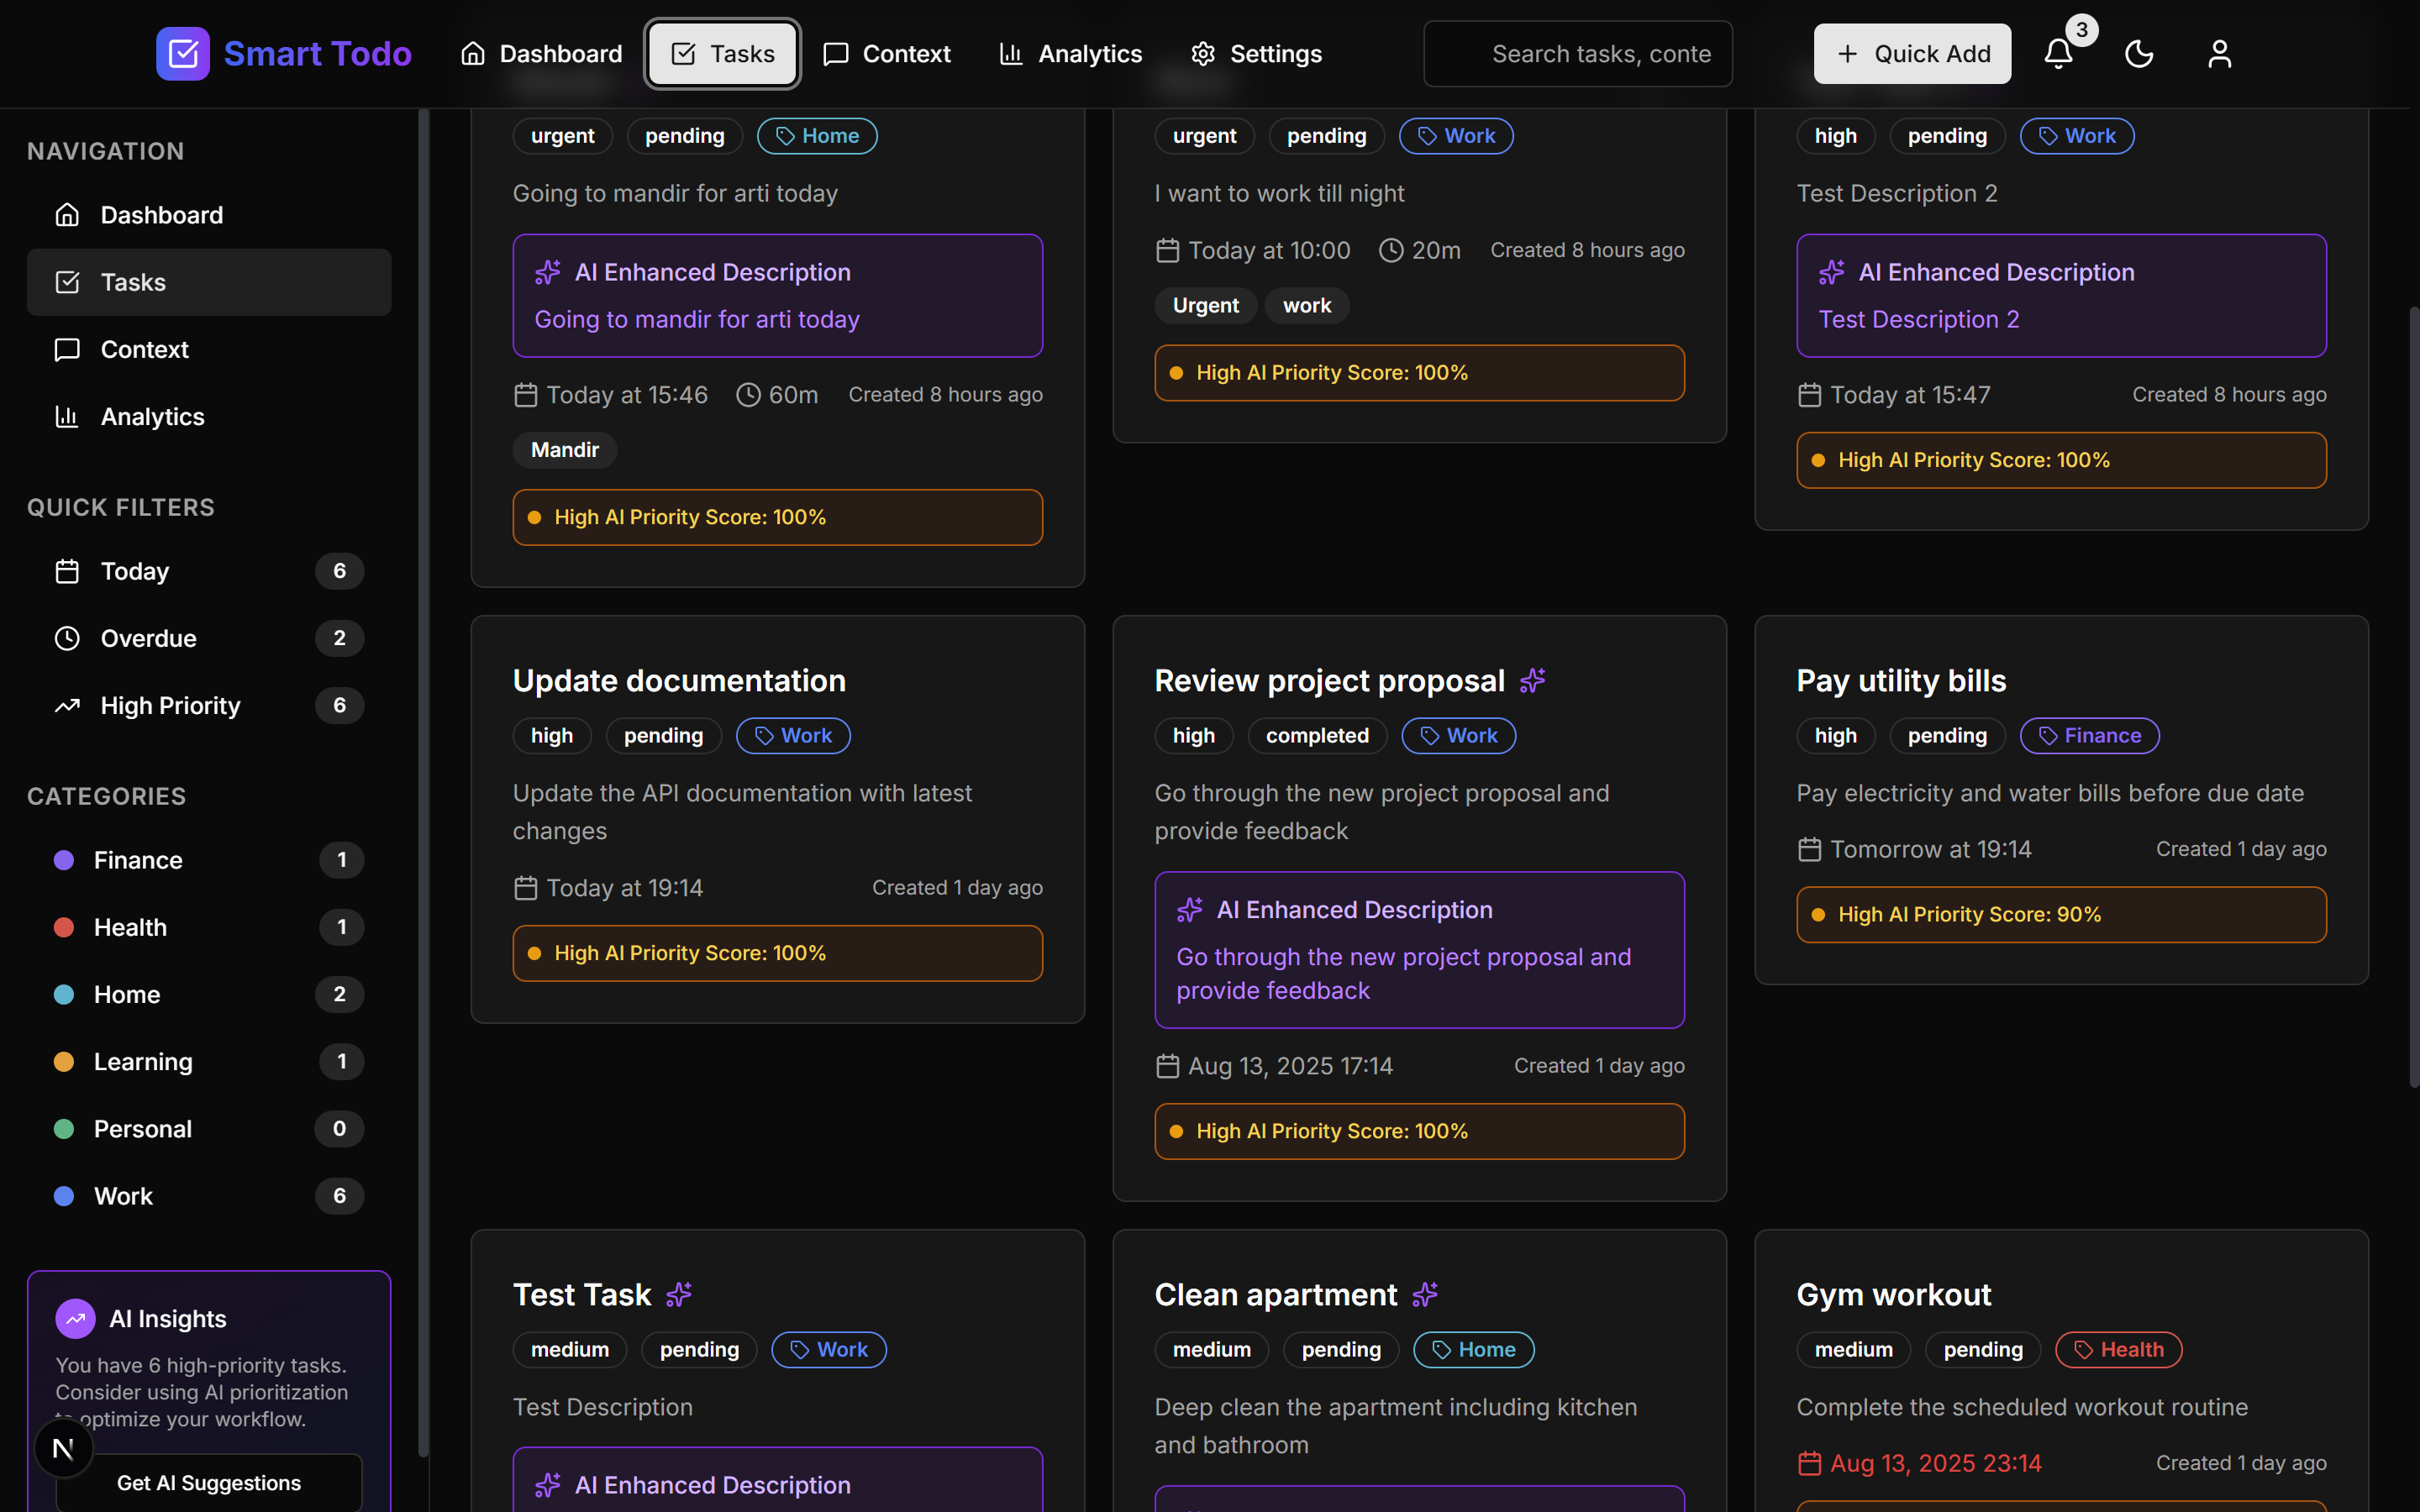 Smart Todo
Dashboard
Tasks
Context
Analytics
Settings
Search tasks, conte
Quick Add
3
NAVIGATION
Dashboard
Tasks
Context
Analytics
QUICK FILTERS
Today 6
Overdue 2
High Priority 6
CATEGORIES
Finance 1
Health 1
Home 2
Learning 1
Personal 0
Work 6
AI Insights
You have 6 high-priority tasks.
Consider using AI prioritization
optimize your workflow.
N
Get AI Suggestions
urgent pending Home
Going to mandir for arti today
AI Enhanced Description
Going to mandir for arti today
Today at 15:46 60m Created 8 hours ago
Mandir
High AI Priority Score: 100%
urgent pending Work
I want to work till night
Today at 10:00 20m Created 8 hours ago
Urgent work
High AI Priority Score: 100%
high pending Work
Test Description 2
AI Enhanced Description
Test Description 2
Today at 15:47 Created 8 hours ago
High AI Priority Score: 100%
Update documentation
high pending Work
Update the API documentation with latest
changes
Today at 19:14 Created 1 day ago
High AI Priority Score: 100%
Review project proposal
high completed Work
Go through the new project proposal and
provide feedback
AI Enhanced Description
Go through the new project proposal and
provide feedback
Aug 13, 2025 17:14 Created 1 day ago
High AI Priority Score: 100%
Pay utility bills
high pending Finance
Pay electricity and water bills before due date
Tomorrow at 19:14 Created 1 day ago
High AI Priority Score: 90%
Test Task
medium pending Work
Test Description
AI Enhanced Description
Clean apartment
medium pending Home
Deep clean the apartment including kitchen
and bathroom
Gym workout
medium pending Health
Complete the scheduled workout routine
Aug 13, 2025 23:14 Created 1 day ago